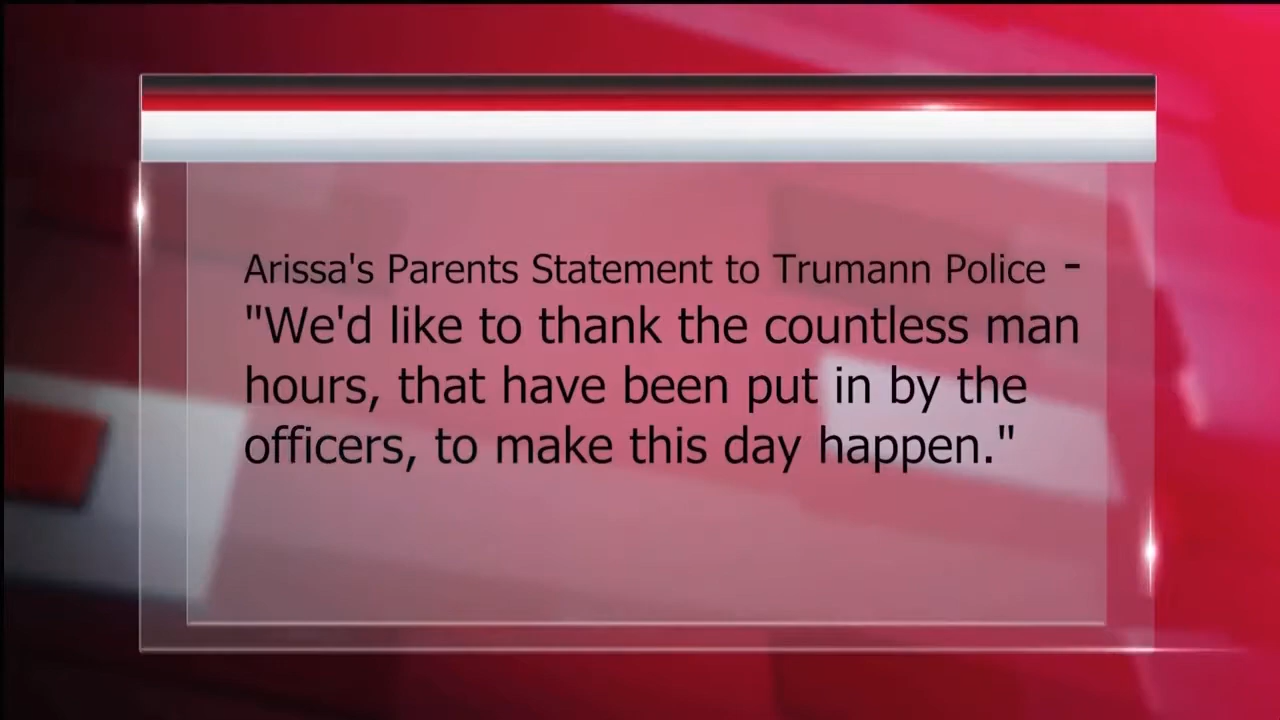 Arissa's Parents Statement to Trumann Police -
"We'd like to thank the countless man
hours, that have been put in by the
officers, to make this day happen."